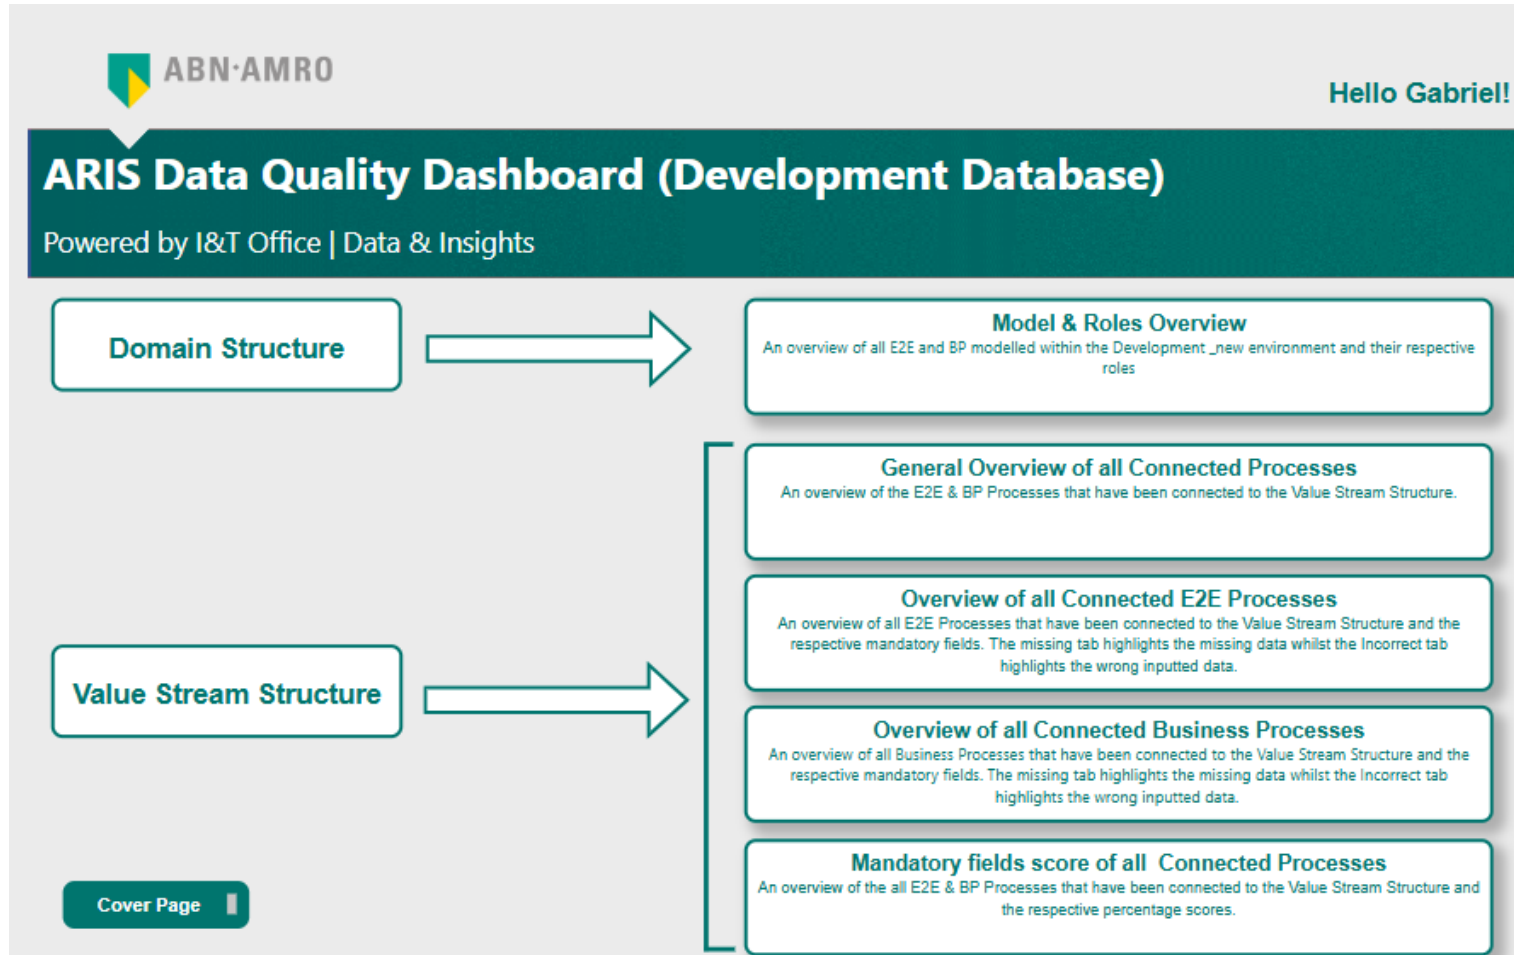 ABN·AMRO
Hello Gabriel!
ARIS Data Quality Dashboard (Development Database)
Powered by I&T Office | Data & Insights
Domain Structure
Model & Roles Overview
An overview of all E2E and BP modelled within the Development _new environment and their respective
roles
General Overview of all Connected Processes
An overview of the E2E & BP Processes that have been connected to the Value Stream Structure.
Overview of all Connected E2E Processes
An overview of all E2E Processes that have been connected to the Value Stream Structure and the
respective mandatory fields. The missing tab highlights the missing data whilst the Incorrect tab
highlights the wrong inputted data.
Value Stream Structure
Overview of all Connected Business Processes
An overview of all Business Processes that have been connected to the Value Stream Structure and the
respective mandatory fields. The missing tab highlights the missing data whilst the Incorrect tab
highlights the wrong inputted data.
Mandatory fields score of all  Connected Processes
An overview of the all E2E & BP Processes that have been connected to the Value Stream Structure and
the respective percentage scores.
Cover Page